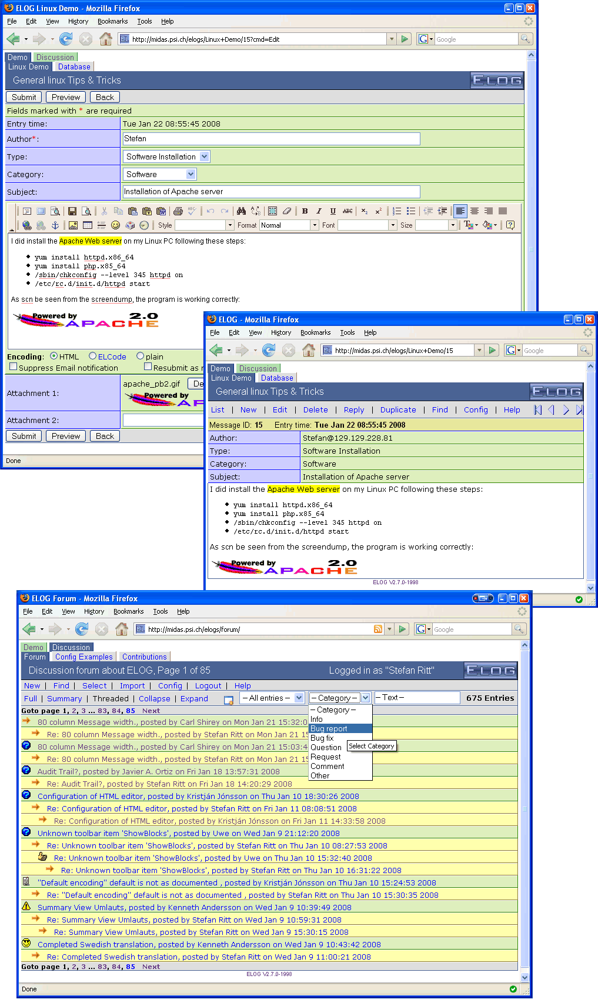 ELOG Linux Demo - Mozilla Firefox
File Edit View History Bookmarks Tools Help
http://midas.psi.ch/elogs/Linux+Demo/15?cmd=Edit
Google
Demo Discussion
Linux Demo Database
General linux Tips & Tricks ELOG
Submit Preview Back
Fields marked with * are required
Entry time: Tue Jan 22 08:55:45 2008
Author*: Stefan
Type: Software Installation
Category: Software
Subject: Installation of Apache server
Style Format Normal Font Size
I did install the Apache Web server on my Linux PC following these steps:
yum install httpd.x86_64
yum install php.x85_64
/sbin/chkconfig --level 345 httpd on
/etc/rc.d/init.d/httpd start
As scn be seen from the screendump, the program is working correctly:
Powered by 2.0
APACHE
Encoding: HTML ELCode plain
Suppress Email notification Resubmit as
Attachment 1: apache_pb2.gif De
Powered by
AP
Attachment 2:
Submit Preview Back
Done
ELOG - Mozilla Firefox
File Edit View History Bookmarks Tools Help
http://midas.psi.ch/elogs/Linux+Demo/15
Google
Demo Discussion
Linux Demo Database
General linux Tips & Tricks ELOG
List | New | Edit | Delete | Reply | Duplicate | Find | Config | Help
Message ID: 15 Entry time: Tue Jan 22 08:55:45 2008
Author: Stefan@129.129.228.81
Type: Software Installation
Category: Software
Subject: Installation of Apache server
I did install the Apache Web server on my Linux PC following these steps:
yum install httpd.x86_64
yum install php.x85_64
/sbin/chkconfig --level 345 httpd on
/etc/rc.d/init.d/httpd start
As scn be seen from the screendump, the program is working correctly:
Powered by 2.0
APACHE
ELOG V2.7.0-1998
ELOG Forum - Mozilla Firefox
File Edit View History Bookmarks Tools Help
http://midas.psi.ch/elogs/forum/
Google
Demo Discussion
Forum Config Examples Contributions
Discussion forum about ELOG, Page 1 of 85 Logged in as "Stefan Ritt" ELOG
New | Find | Select | Import | Config | Logout | Help
Full | Summary | Threaded | Collapse | Expand -- All entries -- -- Category -- -- Text -- 675 Entries
Goto page 1, 2, 3 ... 83, 84, 85 Next
-- Category --
Info
Bug report
Bug fix
Question
Request
Comment
Other
Select Category
80 column Message width., posted by Carl Shirey on Mon Jan 21 15:32:0
Re: 80 column Message width., posted by Stefan Ritt on Mon Jan 21 15
80 column Message width., posted by Carl Shirey on Mon Jan 21 15:03:4
Re: 80 column Message width., posted by Stefan Ritt on Mon Jan 21 15
Audit Trail?, posted by Javier A. Ortiz on Fri Jan 18 13:57:31 2008
Re: Audit Trail?, posted by Stefan Ritt on Fri Jan 18 14:20:29 2008
Configuration of HTML editor, posted by Kristján Jónsson on Thu Jan 10 18:30:26 2008
Re: Configuration of HTML editor, posted by Stefan Ritt on Fri Jan 11 08:08:51 2008
Re: Configuration of HTML editor, posted by Kristján Jónsson on Fri Jan 11 14:33:58 2008
Unknown toolbar item 'ShowBlocks', posted by Uwe on Wed Jan 9 21:12:20 2008
Re: Unknown toolbar item 'ShowBlocks', posted by Stefan Ritt on Thu Jan 10 08:27:53 2008
Re: Unknown toolbar item 'ShowBlocks', posted by Uwe on Thu Jan 10 15:32:40 2008
Re: Unknown toolbar item 'ShowBlocks', posted by Stefan Ritt on Thu Jan 10 16:31:22 2008
"Default encoding" default is not as documented , posted by Kristján Jónsson on Thu Jan 10 15:24:53 2008
Re: "Default encoding" default is not as documented , posted by Stefan Ritt on Thu Jan 10 15:30:35 2008
Summary View Umlauts, posted by Kenneth Andersson on Wed Jan 9 10:39:49 2008
Re: Summary View Umlauts, posted by Stefan Ritt on Wed Jan 9 10:59:31 2008
Re: Summary View Umlauts, posted by Stefan Ritt on Wed Jan 9 15:30:15 2008
Completed Swedish translation, posted by Kenneth Andersson on Wed Jan 9 10:43:42 2008
Re: Completed Swedish translation, posted by Stefan Ritt on Wed Jan 9 11:00:21 2008
Goto page 1, 2, 3 ... 83, 84, 85 Next
ELOG V2.7.0-1998
Done